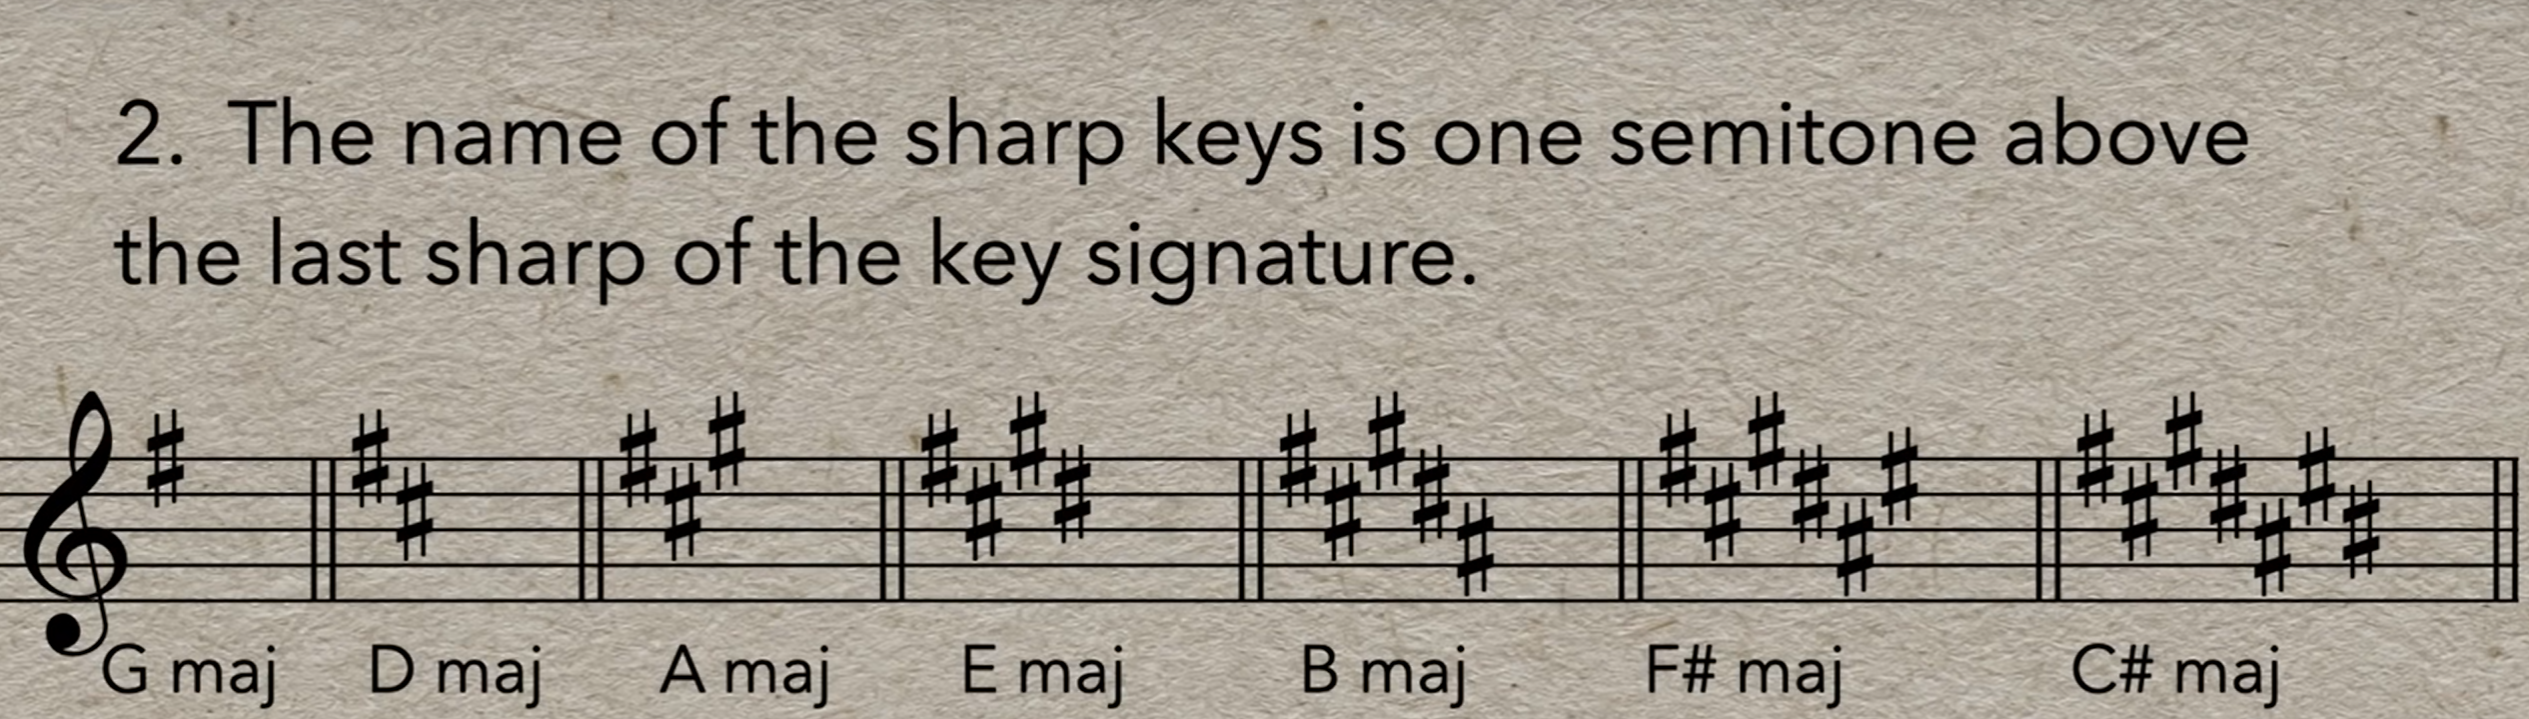 2. The name of the sharp keys is one semitone above
the last sharp of the key signature.
G maj D maj A maj E maj B maj F# maj C# maj